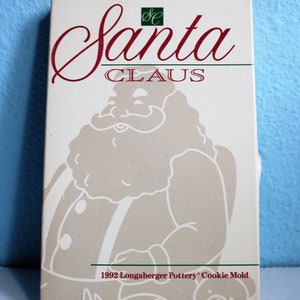 SC
Santa
CLAUS
1992 Longaberger Pottery® Cookie Mold